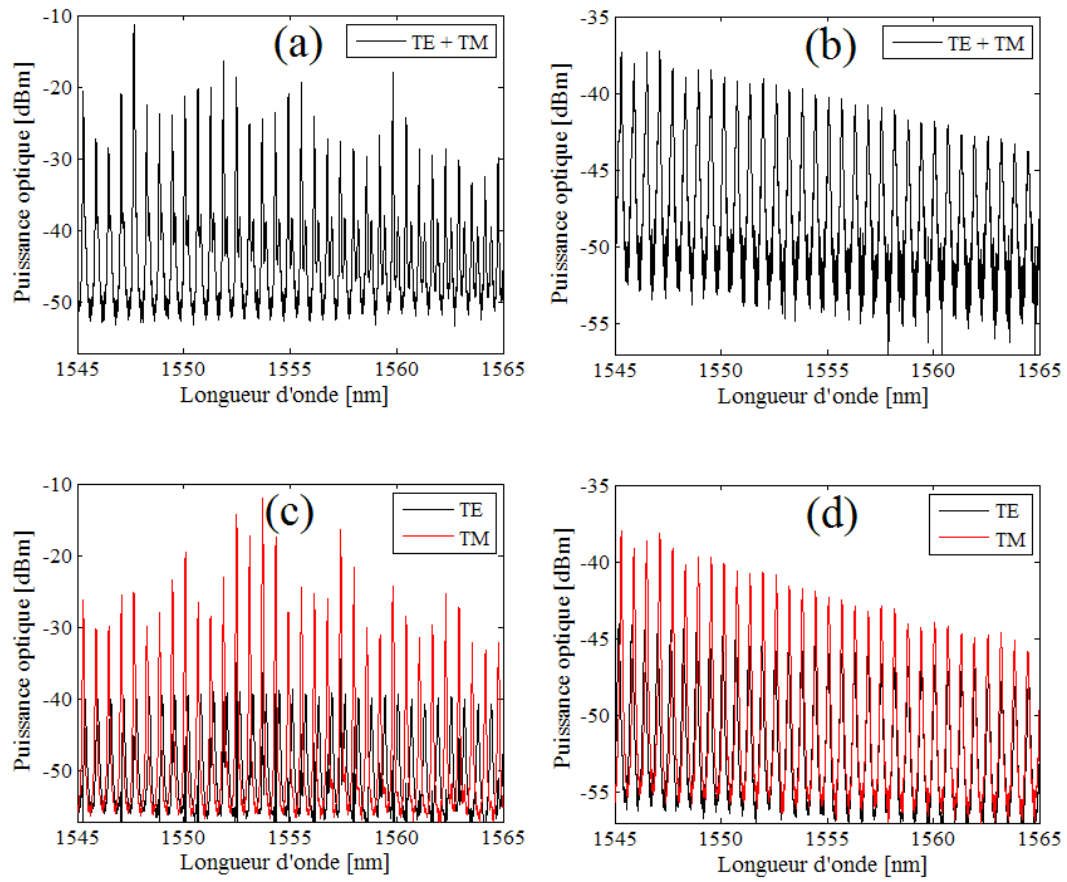 (a)
TE + TM
Puissance optique [dBm]
-10
-20
-30
-40
-50
1545
1550
1555
1560
1565
Longueur d'onde [nm]
(b)
TE + TM
Puissance optique [dBm]
-35
-40
-45
-50
-55
1545
1550
1555
1560
1565
Longueur d'onde [nm]
(c)
TE
TM
Puissance optique [dBm]
-10
-20
-30
-40
-50
1545
1550
1555
1560
1565
Longueur d'onde [nm]
(d)
TE
TM
Puissance optique [dBm]
-35
-40
-45
-50
-55
1545
1550
1555
1560
1565
Longueur d'onde [nm]